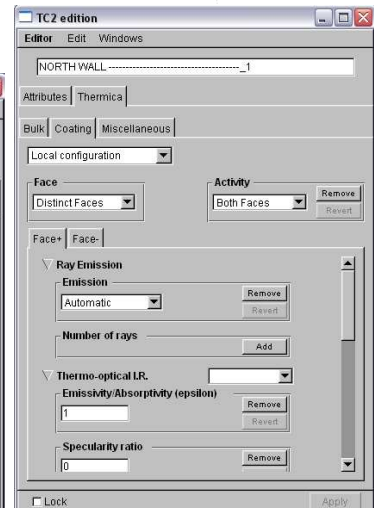 TC2 edition
Editor Edit Windows
NORTH WALL --------------------------------------_1
Attributes Thermica
Bulk Coating Miscellaneous
Local configuration
Face Activity
Distinct Faces Both Faces Remove
Revert
Face+ Face-
Ray Emission
Emission
Automatic Remove
Revert
Number of rays
Add
Thermo-optical I.R.
Emissivity/Absorptivity (epsilon)
1 Remove
Revert
Specularity ratio
0 Remove
Lock Apply